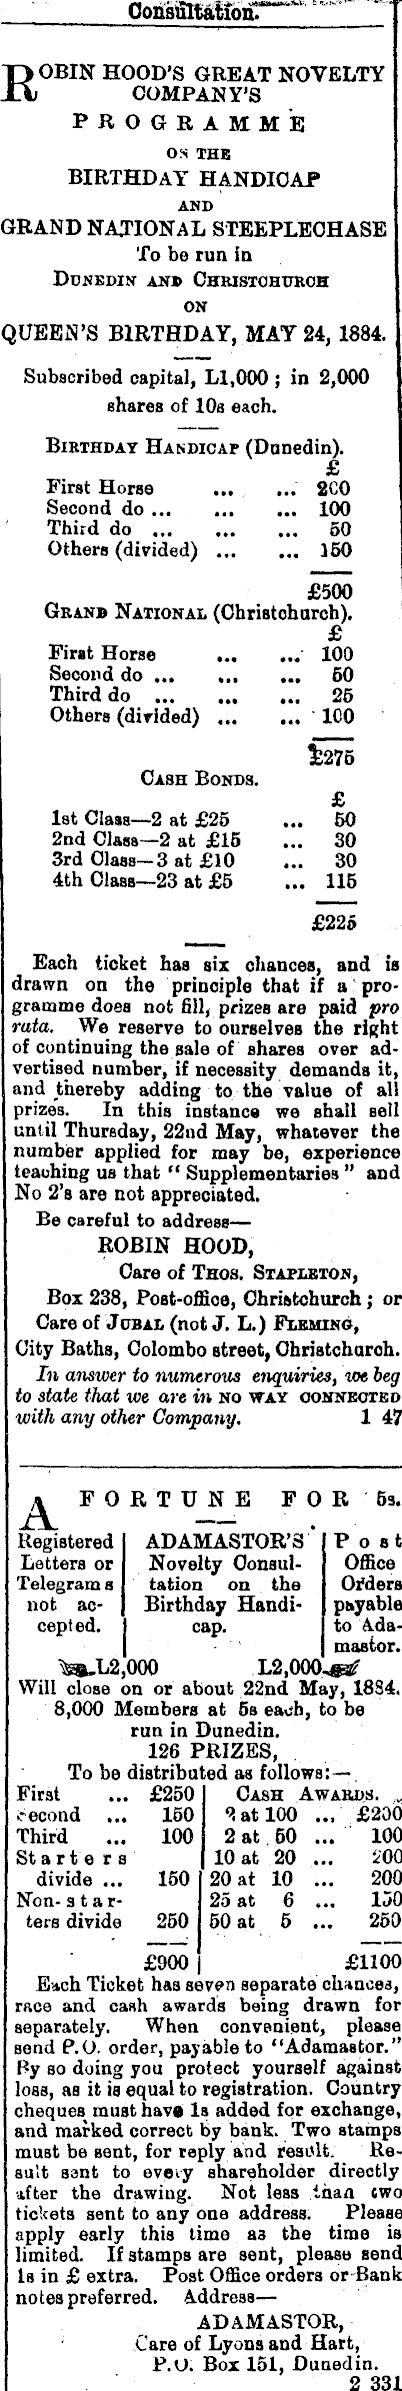 Consultation.
ROBIN HOOD'S GREAT NOVELTY
COMPANY'S
PROGRAMME
ON THE
BIRTHDAY HANDICAP
AND
GRAND NATIONAL STEEPLECHASE
To be run in
DUNEDIN AND CHRISTCHURCH
ON
QUEEN'S BIRTHDAY, MAY 24, 1884.
Subscribed capital, L1,000 ; in 2,000
shares of 10s each.
BIRTHDAY HANDICAP (Dunedin).
£
First Horse ... ... 200
Second do ... ... ... 100
Third do ... ... ... 50
Others (divided) ... ... 150
£500
GRAND NATIONAL (Christchurch).
£
First Horse ... ... 100
Second do ... ... ... 50
Third do ... ... ... 25
Others (divided) ... ... 100
£275
CASH BONDS.
£
1st Class—2 at £25 ... 50
2nd Class—2 at £15 ... 30
3rd Class—3 at £10 ... 30
4th Class—23 at £5 ... 115
£225
Each ticket has six chances, and is
drawn on the principle that if a pro-
gramme does not fill, prizes are paid pro
rata. We reserve to ourselves the right
of continuing the sale of shares over ad-
vertised number, if necessity demands it,
and thereby adding to the value of all
prizes. In this instance we shall sell
until Thursday, 22nd May, whatever the
number applied for may be, experience
teaching us that "Supplementaries" and
No 2's are not appreciated.
Be careful to address—
ROBIN HOOD,
Care of THOS. STAPLETON,
Box 238, Post-office, Christchurch ; or
Care of JUBAL (not J. L.) FLEMING,
City Baths, Colombo street, Christchurch.
In answer to numerous enquiries, we beg
to state that we are in NO WAY CONNECTED
with any other Company. 1 47
A FORTUNE FOR 5s.
Registered
Letters or
Telegrams
not ac-
cepted.
ADAMASTOR'S
Novelty Consul-
tation on the
Birthday Handi-
cap.
Post
Office
Orders
payable
to Ada-
mastor.
L2,000 L2,000
Will close on or about 22nd May, 1884.
8,000 Members at 5s each, to be
run in Dunedin.
126 PRIZES,
To be distributed as follows:—
First ... £250
Second ... 150
Third ... 100
Starters
divide ... 150
Non-star-
ters divide 250
£900
CASH AWARDS.
2 at 100 ... £200
2 at 50 ... 100
10 at 20 ... 200
20 at 10 ... 200
25 at 6 ... 150
50 at 5 ... 250
£1100
Each Ticket has seven separate chances,
race and cash awards being drawn for
separately. When convenient, please
send P.O. order, payable to "Adamastor."
By so doing you protect yourself against
loss, as it is equal to registration. Country
cheques must have 1s added for exchange,
and marked correct by bank. Two stamps
must be sent, for reply and result. Re-
sult sent to every shareholder directly
after the drawing. Not less than two
tickets sent to any one address. Please
apply early this time as the time is
limited. If stamps are sent, please send
1s in £ extra. Post Office orders or Bank
notes preferred. Address—
ADAMASTOR,
Care of Lyons and Hart,
P.O. Box 151, Dunedin.
2 331